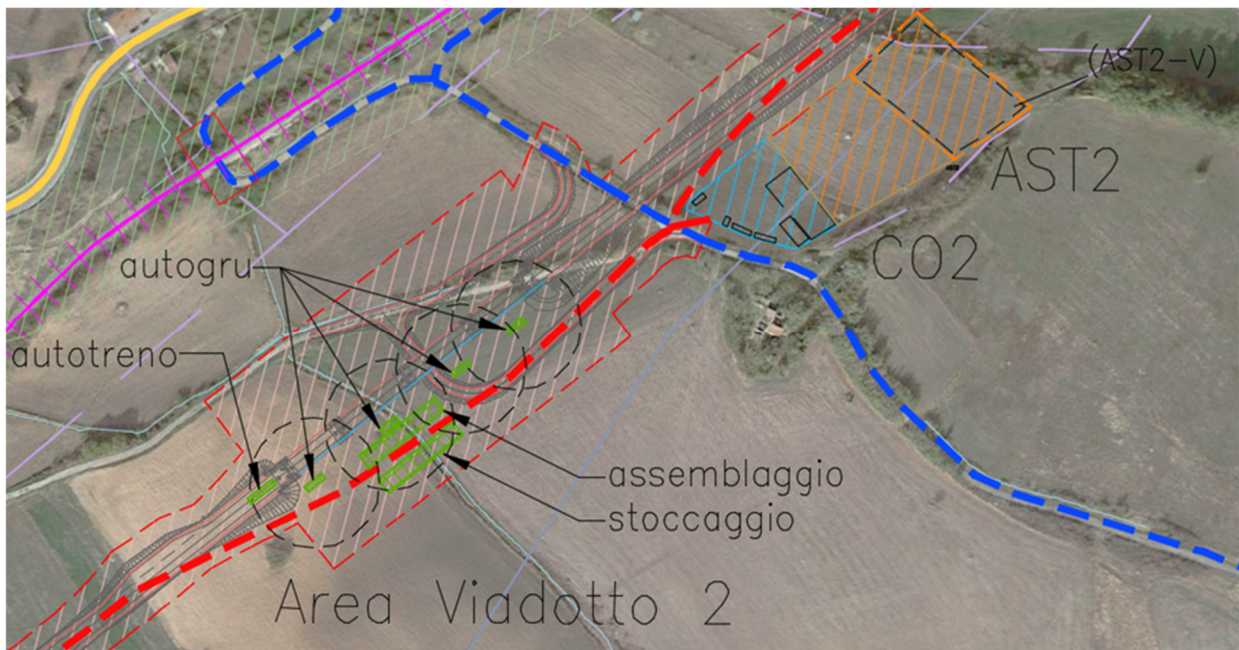 (AST2-V)
AST2
CO2
autogru
autotreno
assemblaggio
stoccaggio
Area Viadotto 2